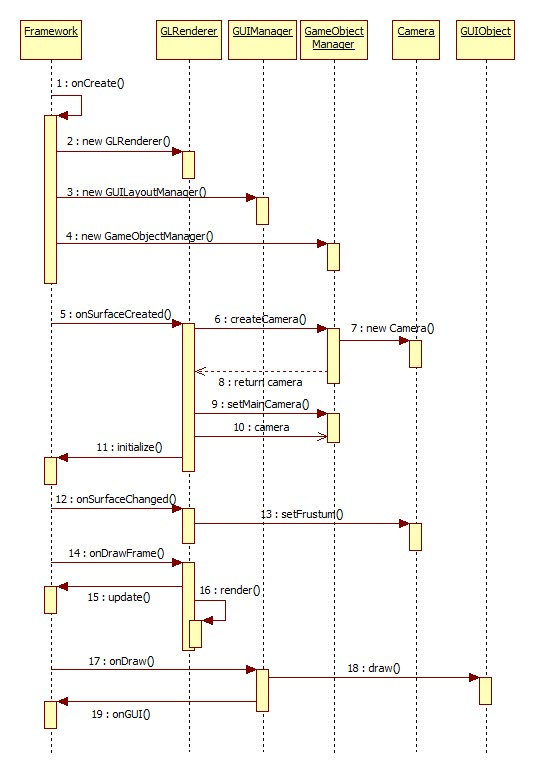 Framework
GLRenderer
GUIManager
GameObject
Manager
Camera
GUIObject
1 : onCreate()
2 : new GLRenderer()
3 : new GUILayoutManager()
4 : new GameObjectManager()
5 : onSurfaceCreated()
6 : createCamera()
7 : new Camera()
8 : return camera
9 : setMainCamera()
10 : camera
11 : initialize()
12 : onSurfaceChanged()
13 : setFrustum()
14 : onDrawFrame()
15 : update()
16 : render()
17 : onDraw()
18 : draw()
19 : onGUI()